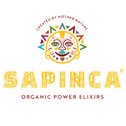 CREATED BY MOTHER NATURE
SAPINCA®
ORGANIC POWER ELIXIRS